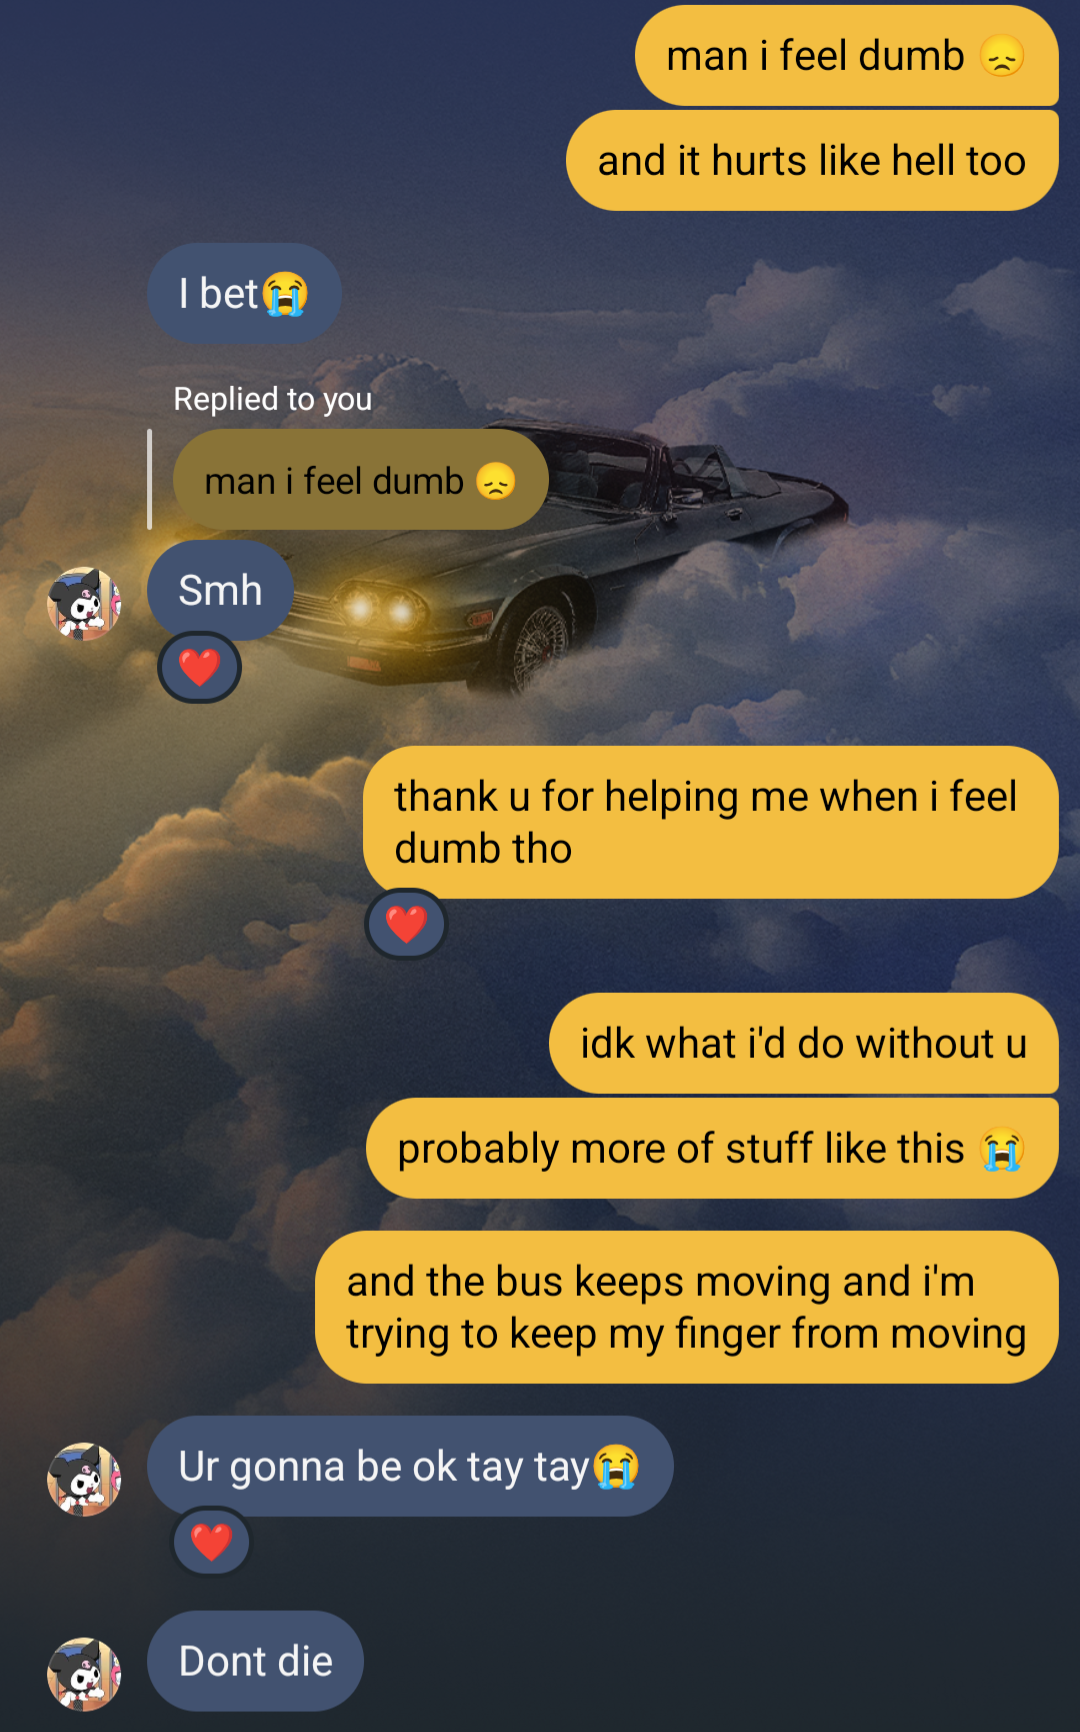 man i feel dumb 😞
and it hurts like hell too
I bet😭
Replied to you
man i feel dumb 😞
Smh
❤️
thank u for helping me when i feel
dumb tho
❤️
idk what i'd do without u
probably more of stuff like this 😭
and the bus keeps moving and i'm
trying to keep my finger from moving
Ur gonna be ok tay tay😭
❤️
Dont die